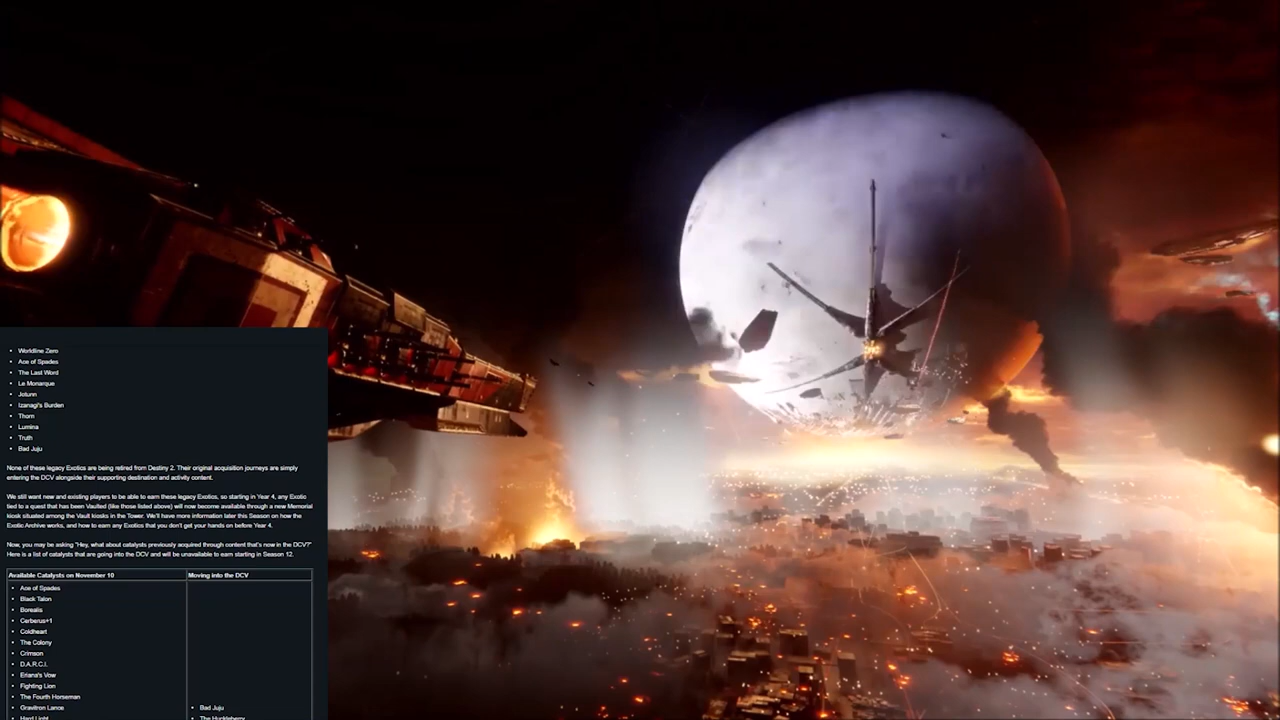 Worldline Zero
Ace of Spades
The Last Word
Le Monarque
Jotunn
Izanagi's Burden
Thorn
Lumina
Truth
Bad Juju
None of these legacy Exotics are being retired from Destiny 2. Their original acquisition journeys are simply
entering the DCV alongside their supporting destination and activity content.
We still want new and existing players to be able to earn these legacy Exotics, so starting in Year 4, any Exotic
tied to a quest that has been Vaulted (like those listed above) will now become available through a new Memorial
kiosk situated among the Vault kiosks in the Tower. We'll have more information later this Season on how the
Exotic Archive works, and how to earn any Exotics that you don't get your hands on before Year 4.
Now, you may be asking "Hey, what about catalysts previously acquired through content that's now in the DCV?"
Here is a list of catalysts that are going into the DCV and will be unavailable to earn starting in Season 12.
Available Catalysts on November 10 Moving into the DCV
Ace of Spades
Black Talon
Borealis
Cerberus+1
Coldheart
The Colony
Crimson
D.A.R.C.I.
Eriana's Vow
Fighting Lion
The Fourth Horseman
Graviton Lance
Hard Light
Bad Juju
The Huckleberry